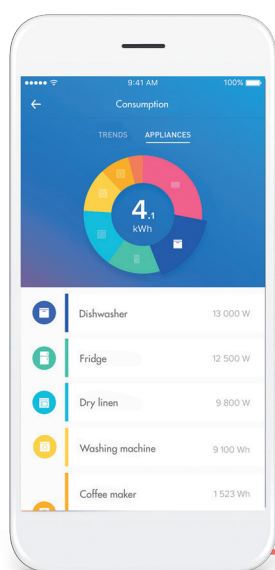 9:41 AM 100%
Consumption
TRENDS APPLIANCES
4.1
kWh
Dishwasher 13 000 W
Fridge 12 500 W
Dry linen 9 800 W
Washing machine 9 100 Wh
Coffee maker 1 523 Wh